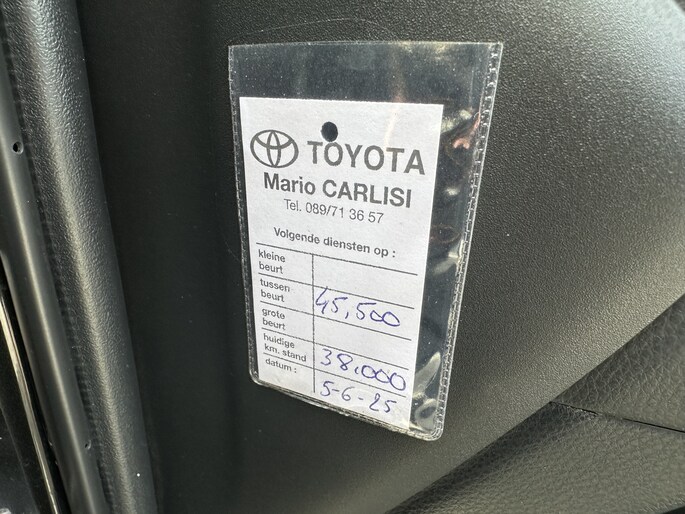 TOYOTA
Mario CARLISI
Tel. 089/71 36 57
Volgende diensten op :
kleine
beurt
tussen
beurt
45,500
grote
beurt
huidige
km. stand
38.000
datum :
5-6-25